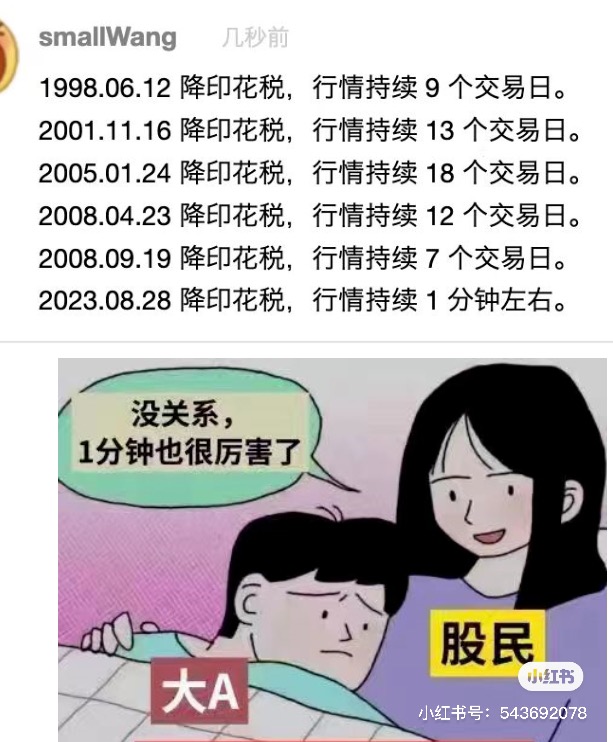 smallWang 几秒前
1998.06.12 降印花税，行情持续 9 个交易日。
2001.11.16 降印花税，行情持续 13 个交易日。
2005.01.24 降印花税，行情持续 18 个交易日。
2008.04.23 降印花税，行情持续 12 个交易日。
2008.09.19 降印花税，行情持续 7 个交易日。
2023.08.28 降印花税，行情持续 1 分钟左右。
没关系，
1分钟也很厉害了
股民
大A
小红书
小红书号：543692078